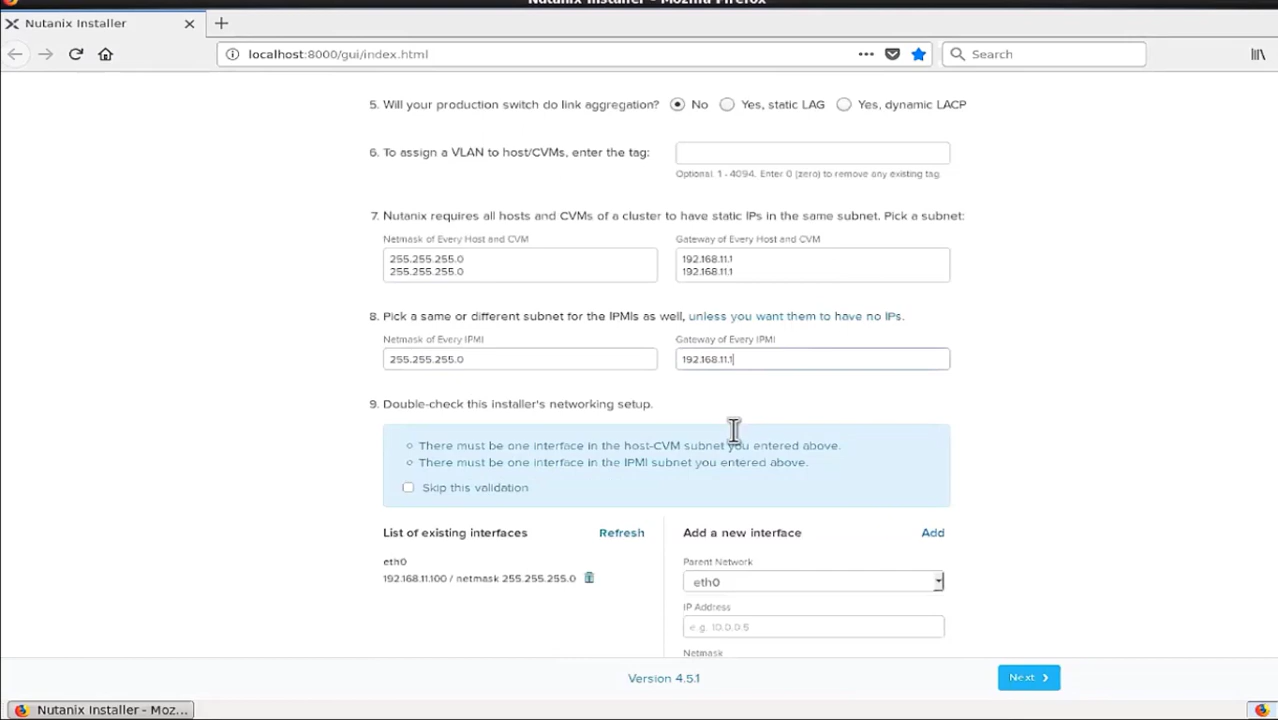 Nutanix Installer - Mozilla Firefox
Nutanix Installer
localhost:8000/gui/index.html
Search
5. Will your production switch do link aggregation? No Yes, static LAG Yes, dynamic LACP
6. To assign a VLAN to host/CVMs, enter the tag:
Optional. 1 - 4094. Enter 0 (zero) to remove any existing tag.
7. Nutanix requires all hosts and CVMs of a cluster to have static IPs in the same subnet. Pick a subnet:
Netmask of Every Host and CVM Gateway of Every Host and CVM
255.255.255.0 192.168.11.1
255.255.255.0 192.168.11.1
8. Pick a same or different subnet for the IPMIs as well, unless you want them to have no IPs.
Netmask of Every IPMI Gateway of Every IPMI
255.255.255.0 192.168.11.1
9. Double-check this installer's networking setup.
There must be one interface in the host-CVM subnet you entered above.
There must be one interface in the IPMI subnet you entered above.
Skip this validation
List of existing interfaces Refresh Add a new interface Add
eth0 Parent Network
192.168.11.100 / netmask 255.255.255.0 eth0
IP Address
e.g. 10.0.0.5
Netmask
Version 4.5.1 Next
Nutanix Installer - Moz...